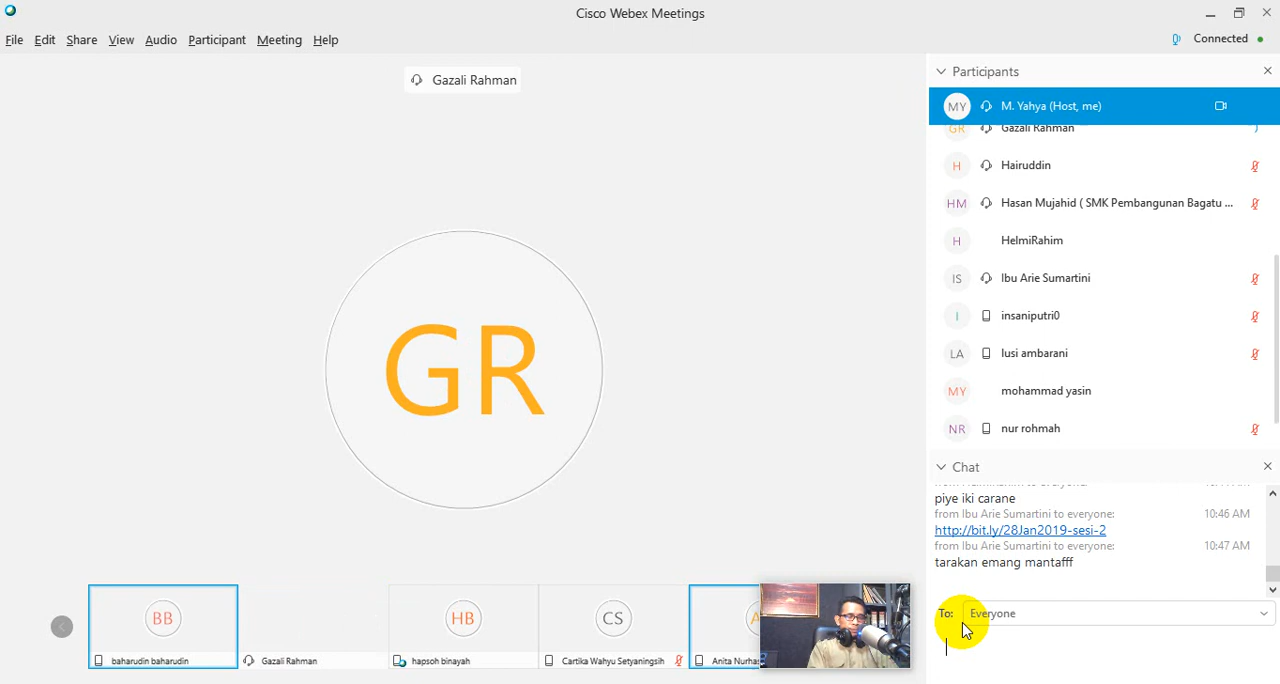 Cisco Webex Meetings
File Edit Share View Audio Participant Meeting Help
Connected
Gazali Rahman
GR
Participants
MY M. Yahya (Host, me)
GR Gazali Rahman
H Hairuddin
HM Hasan Mujahid ( SMK Pembangunan Bagatu ...
H HelmiRahim
IS Ibu Arie Sumartini
I insaniputri0
LA lusi ambarani
MY mohammad yasin
NR nur rohmah
Chat
piye iki carane
from Ibu Arie Sumartini to everyone: 10:46 AM
http://bit.ly/28Jan2019-sesi-2
from Ibu Arie Sumartini to everyone: 10:47 AM
tarakan emang mantafff
To: Everyone
BB
baharudin baharudin
Gazali Rahman
HB
hapsoh binayah
CS
Cartika Wahyu Setyaningsih
Anita